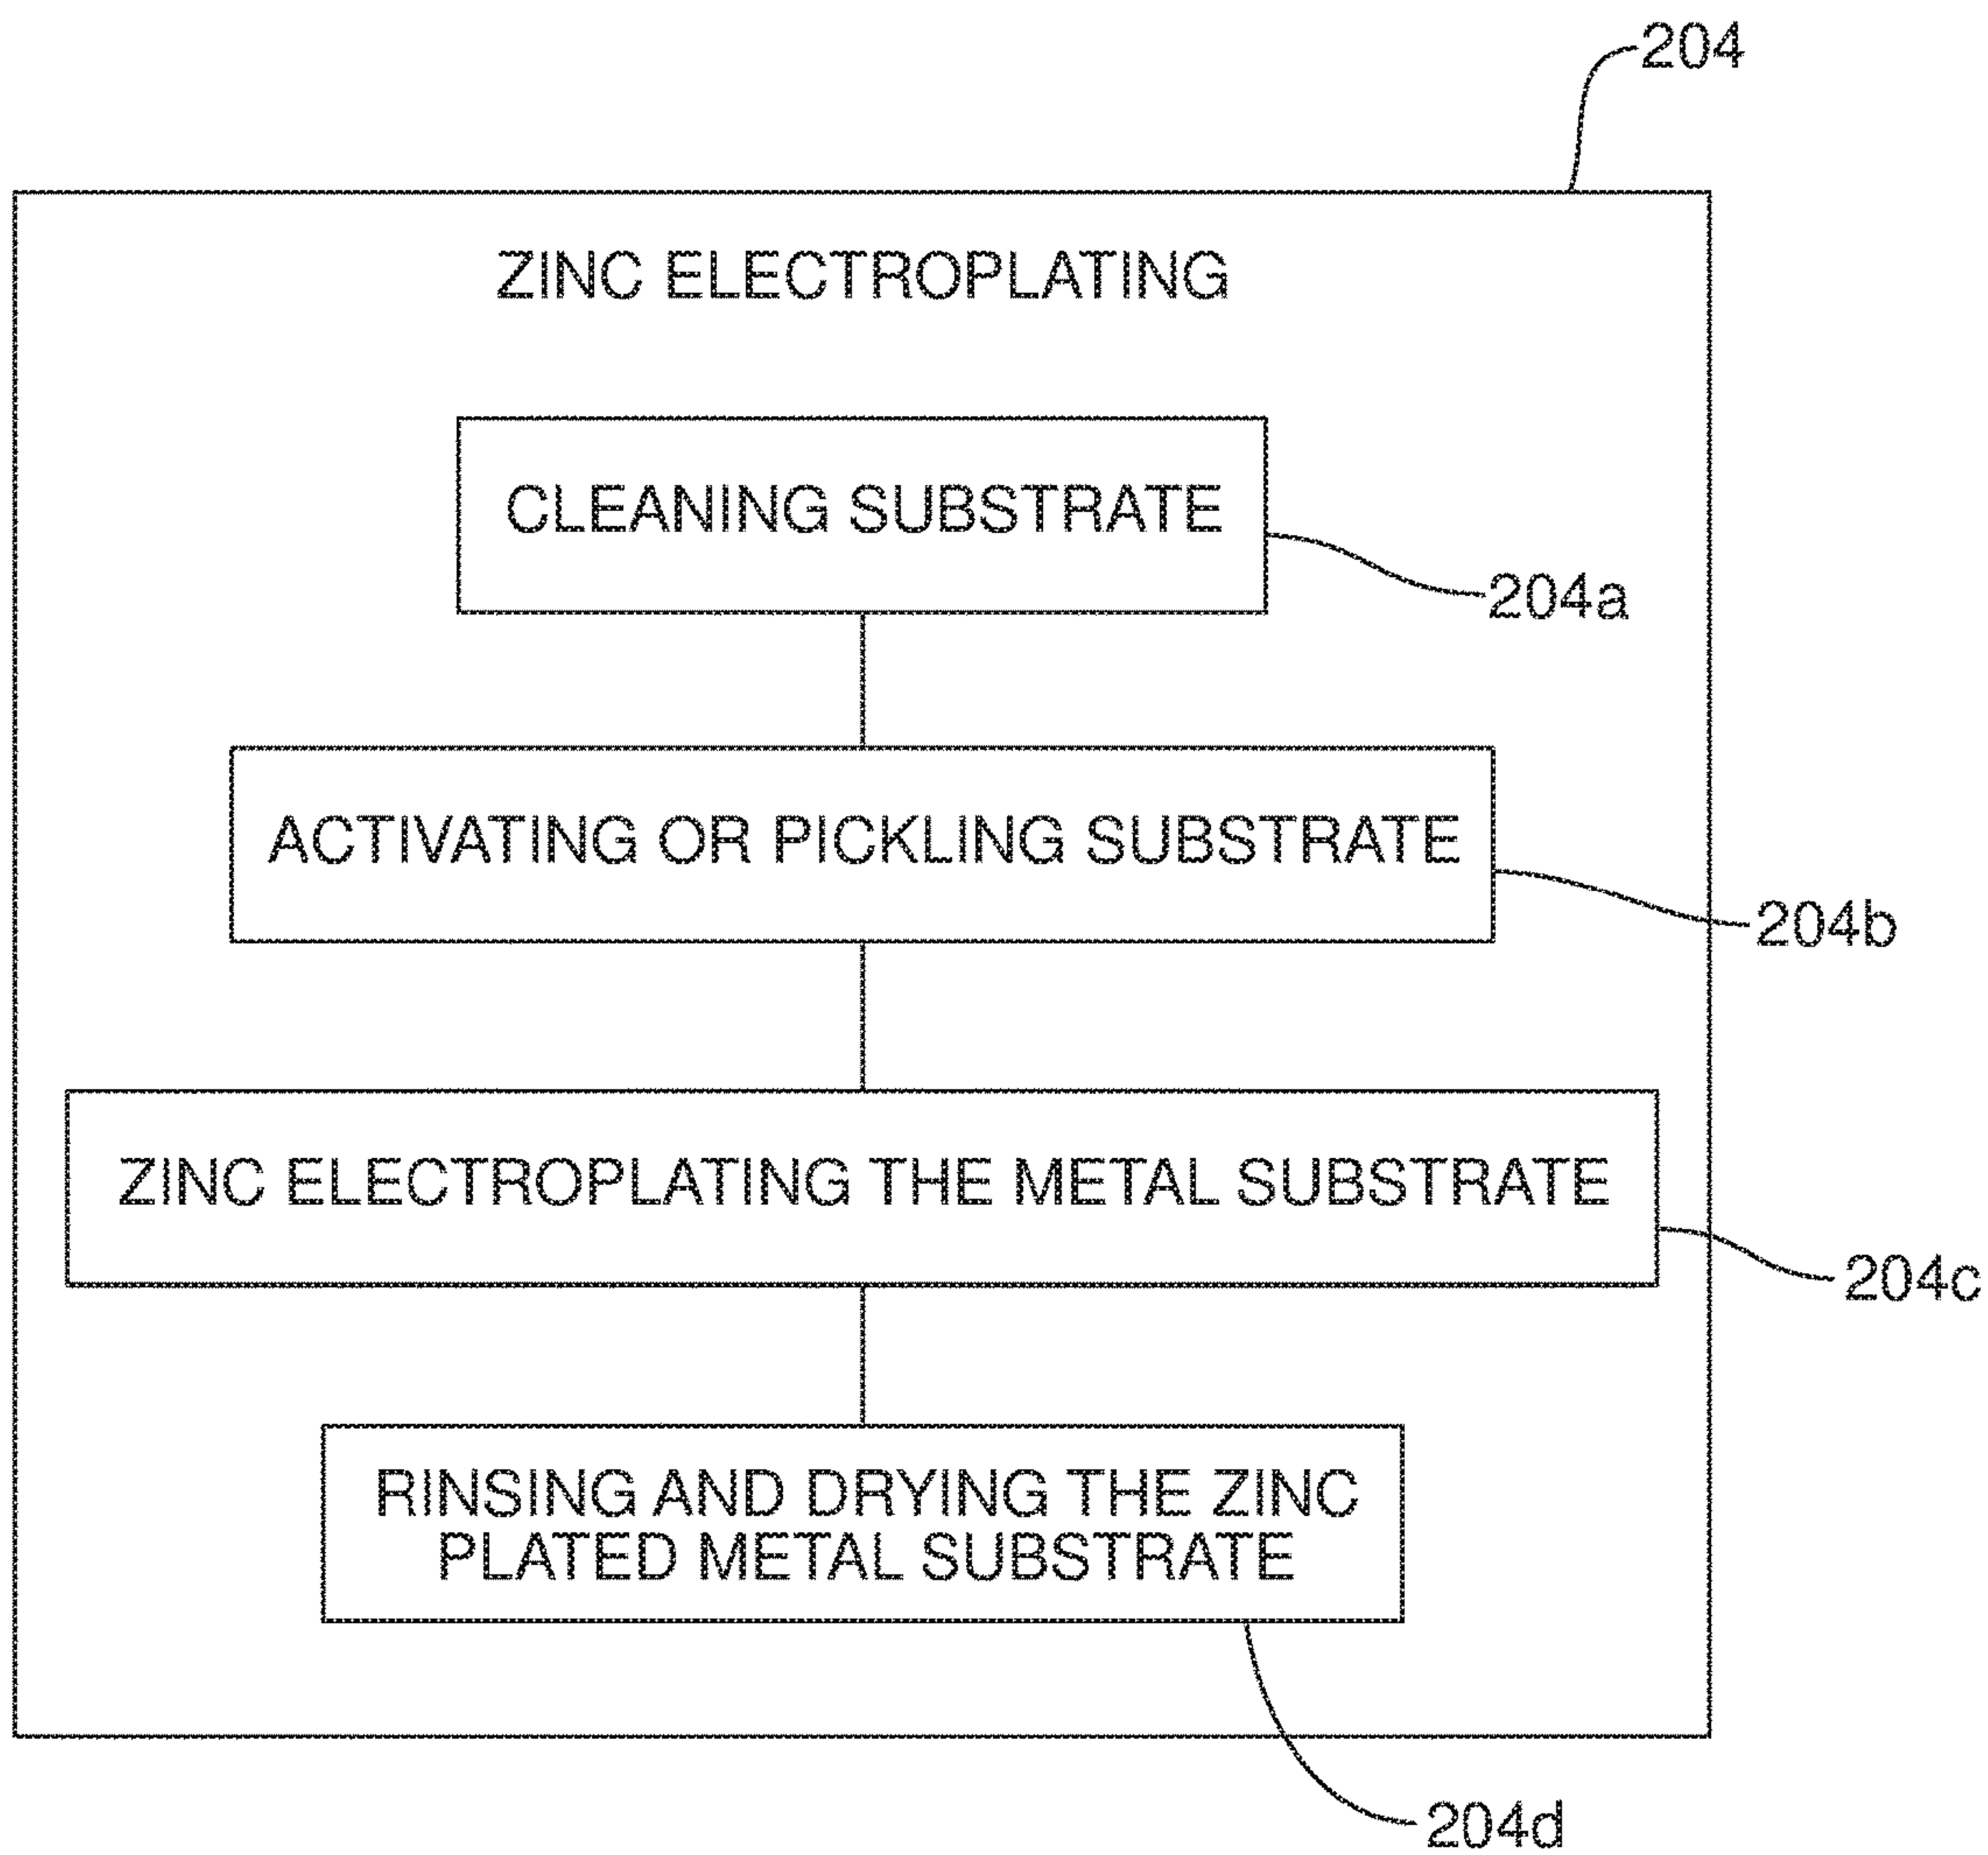 204
ZINC ELECTROPLATING
CLEANING SUBSTRATE
204a
ACTIVATING OR PICKLING SUBSTRATE
204b
ZINC ELECTROPLATING THE METAL SUBSTRATE
204c
RINSING AND DRYING THE ZINC
PLATED METAL SUBSTRATE
204d